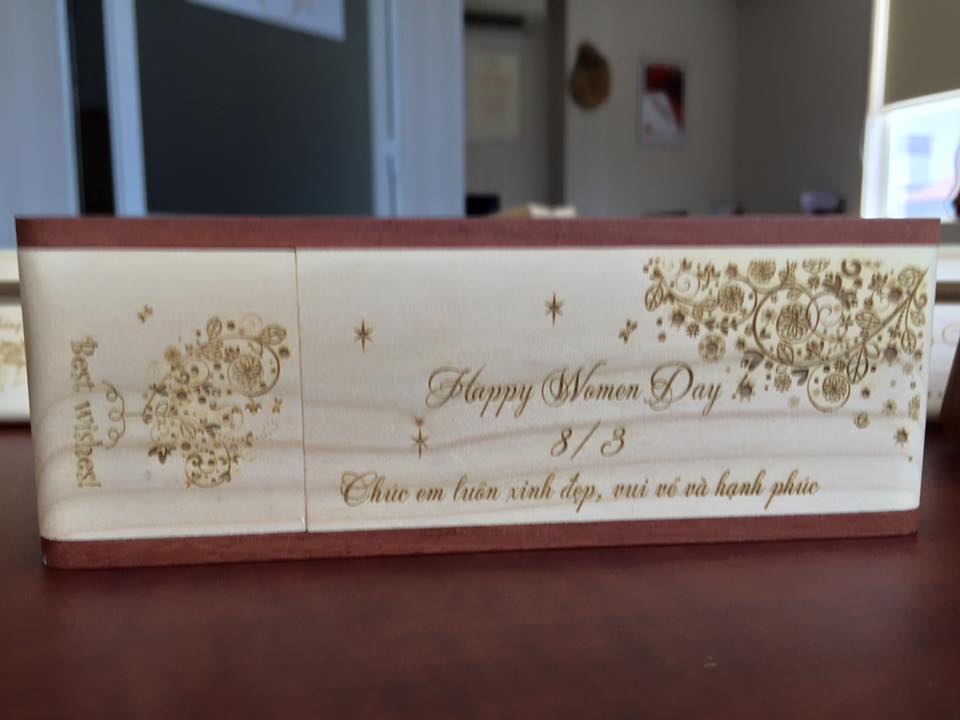 Best wishes!
Happy Women Day
8/3
Chúc em luôn xinh đẹp, vui vẻ và hạnh phúc